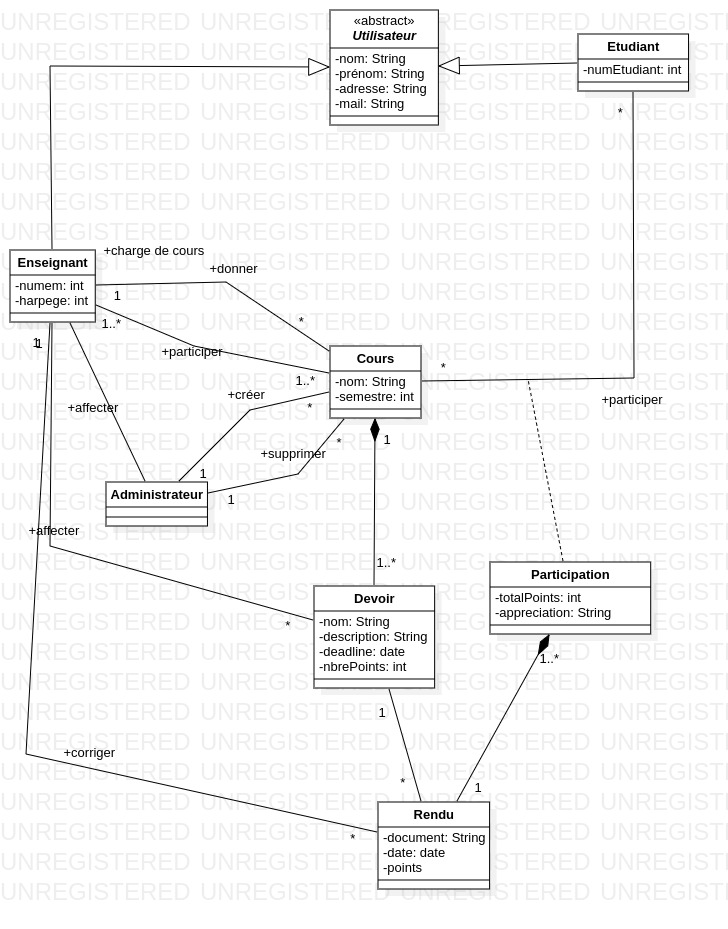 «abstract»
Utilisateur
-nom: String
-prénom: String
-adresse: String
-mail: String
Etudiant
-numEtudiant: int
*
Enseignant
-numem: int
-harpege: int
+charge de cours
+donner
1
*
1..*
+participer
1..*
1
1
Cours
-nom: String
-semestre: int
*
+participer
+créer
*
+affecter
*
1
+supprimer
1
1
Administrateur
+affecter
1..*
*
Devoir
-nom: String
-description: String
-deadline: date
-nbrePoints: int
Participation
-totalPoints: int
-appreciation: String
1..*
1
+corriger
*
1
*
Rendu
-document: String
-date: date
-points
UNREGISTERED UNREGISTERED UNREGISTERED UNREGISTERED